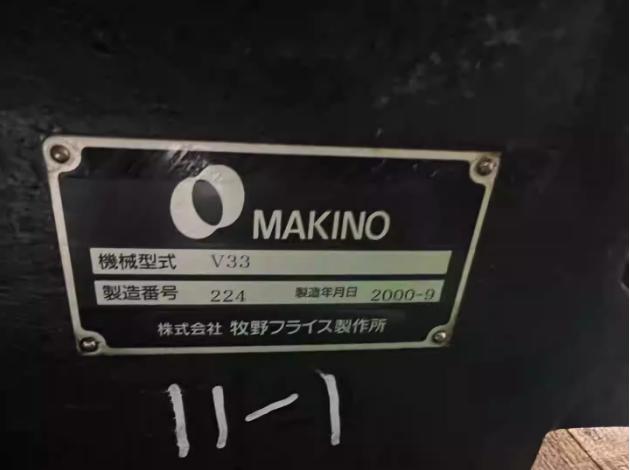 MAKINO
機械型式 V33
製造番号 224 製造年月日 2000-9
株式会社 牧野フライス製作所
11-1